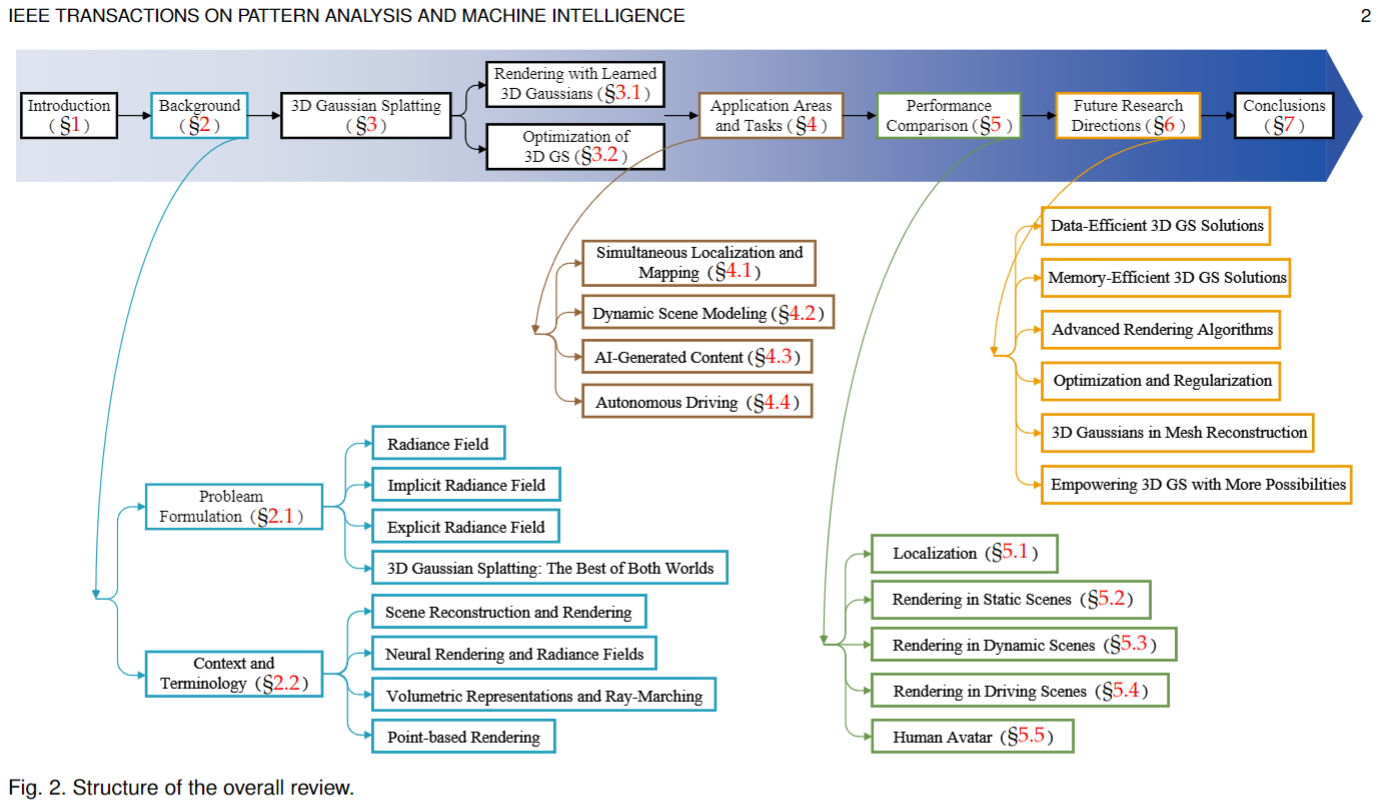 IEEE TRANSACTIONS ON PATTERN ANALYSIS AND MACHINE INTELLIGENCE
2
Introduction
(§1)
Background
(§2)
3D Gaussian Splatting
(§3)
Rendering with Learned
3D Gaussians (§3.1)
Optimization of
3D GS (§3.2)
Application Areas
and Tasks (§4)
Performance
Comparison (§5)
Future Research
Directions (§6)
Conclusions
(§7)
Simultaneous Localization and
Mapping (§4.1)
Dynamic Scene Modeling (§4.2)
AI-Generated Content (§4.3)
Autonomous Driving (§4.4)
Data-Efficient 3D GS Solutions
Memory-Efficient 3D GS Solutions
Advanced Rendering Algorithms
Optimization and Regularization
3D Gaussians in Mesh Reconstruction
Empowering 3D GS with More Possibilities
Probleam
Formulation (§2.1)
Radiance Field
Implicit Radiance Field
Explicit Radiance Field
3D Gaussian Splatting: The Best of Both Worlds
Context and
Terminology (§2.2)
Scene Reconstruction and Rendering
Neural Rendering and Radiance Fields
Volumetric Representations and Ray-Marching
Point-based Rendering
Localization (§5.1)
Rendering in Static Scenes (§5.2)
Rendering in Dynamic Scenes (§5.3)
Rendering in Driving Scenes (§5.4)
Human Avatar (§5.5)
Fig. 2. Structure of the overall review.